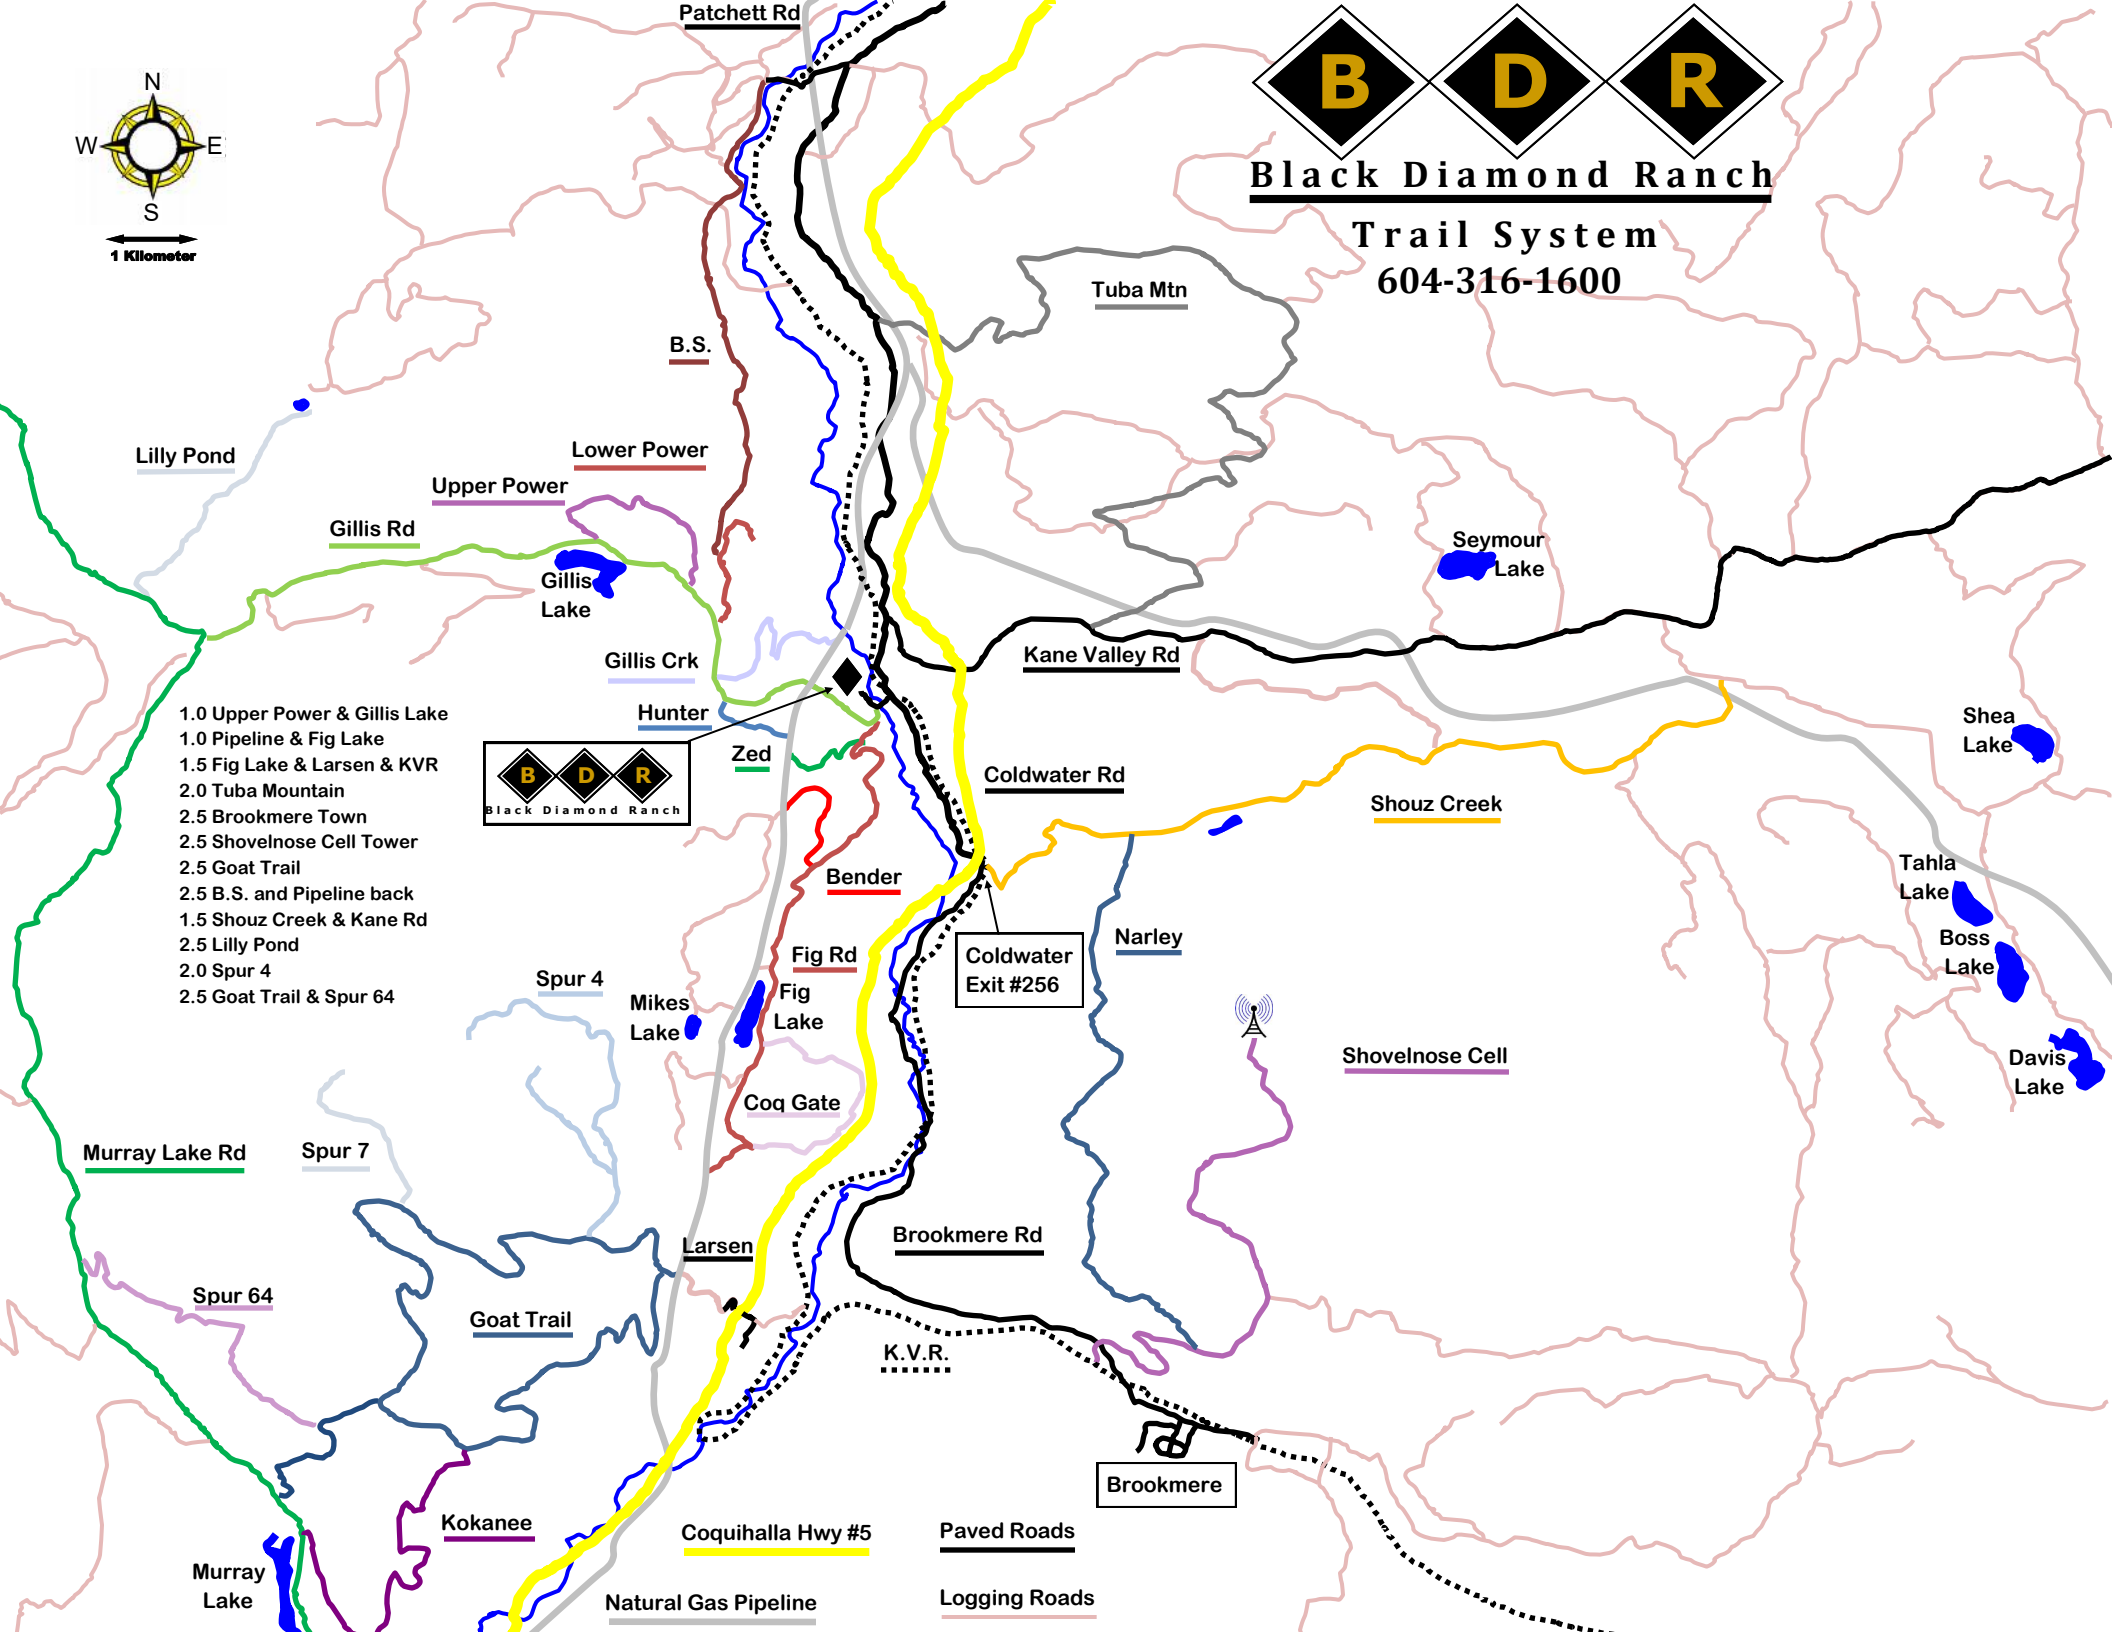 Patchett Rd
B D R
Black Diamond Ranch
Trail System
604-316-1600
N
W E
S
1 Kilometer
Tuba Mtn
B.S.
Lilly Pond
Lower Power
Upper Power
Gillis Rd
Gillis
Lake
Seymour
Lake
Gillis Crk
Kane Valley Rd
Hunter
Zed
1.0 Upper Power & Gillis Lake
1.0 Pipeline & Fig Lake
1.5 Fig Lake & Larsen & KVR
2.0 Tuba Mountain
2.5 Brookmere Town
2.5 Shovelnose Cell Tower
2.5 Goat Trail
2.5 B.S. and Pipeline back
1.5 Shouz Creek & Kane Rd
2.5 Lilly Pond
2.0 Spur 4
2.5 Goat Trail & Spur 64
B D R
Black Diamond Ranch
Shea
Lake
Coldwater Rd
Shouz Creek
Bender
Tahla
Lake
Narley
Boss
Lake
Fig Rd
Coldwater
Exit #256
Spur 4
Mikes
Lake
Fig
Lake
Shovelnose Cell
Davis
Lake
Coq Gate
Murray Lake Rd
Spur 7
Larsen
Brookmere Rd
Spur 64
Goat Trail
K.V.R.
Brookmere
Kokanee
Coquihalla Hwy #5
Paved Roads
Murray
Lake
Natural Gas Pipeline
Logging Roads